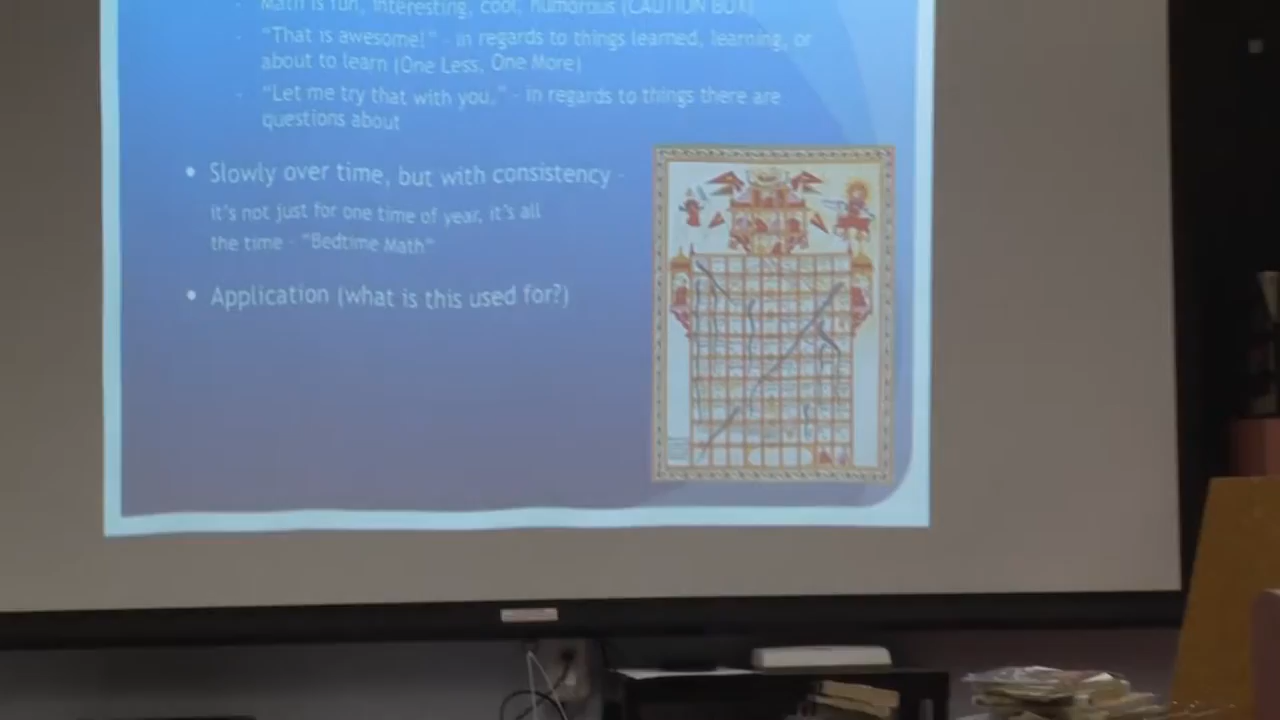 - Math is fun, interesting, cool, humorous (CAUTION BOX)
- "That is awesome!" - in regards to things learned, learning, or
about to learn (One Less, One More)
- "Let me try that with you." - in regards to things there are
questions about
• Slowly over time, but with consistency -
it's not just for one time of year, it's all
the time - "Bedtime Math"
• Application (what is this used for?)